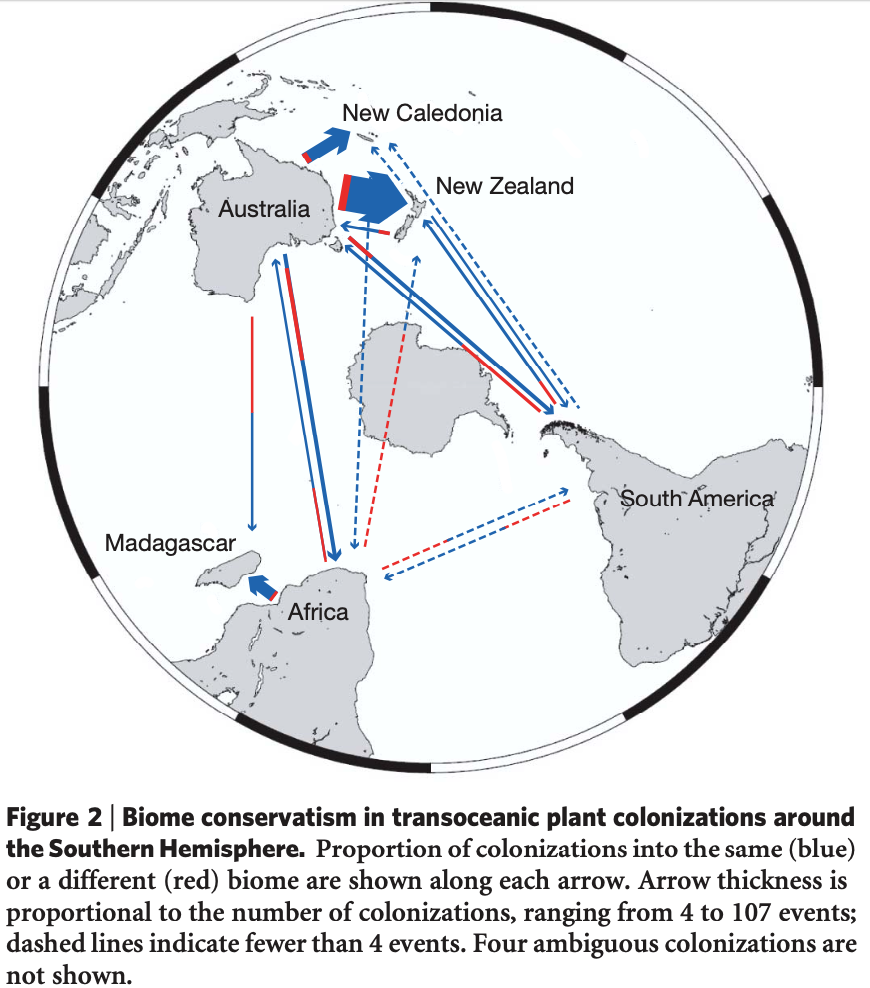 New Caledonia
New Zealand
Australia
South America
Madagascar
Africa
Figure 2 | Biome conservatism in transoceanic plant colonizations around
the Southern Hemisphere. Proportion of colonizations into the same (blue)
or a different (red) biome are shown along each arrow. Arrow thickness is
proportional to the number of colonizations, ranging from 4 to 107 events;
dashed lines indicate fewer than 4 events. Four ambiguous colonizations are
not shown.